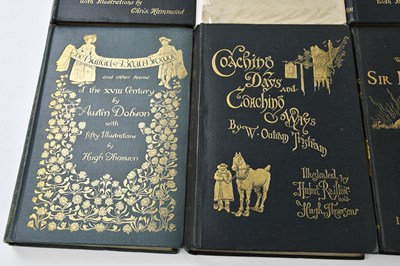 with Illustrations by
Chris. Hammond
The Ballad of Beau Brocade
and other Poems
of the XVIII Century
by
Austin Dobson
with
fifty Illustrations
by
Hugh Thomson
Coaching
Days
and
Coaching
Ways
By·W· Outram Tristram
Illustrated by
Herbert Railton
and
Hugh Thomson
Sir